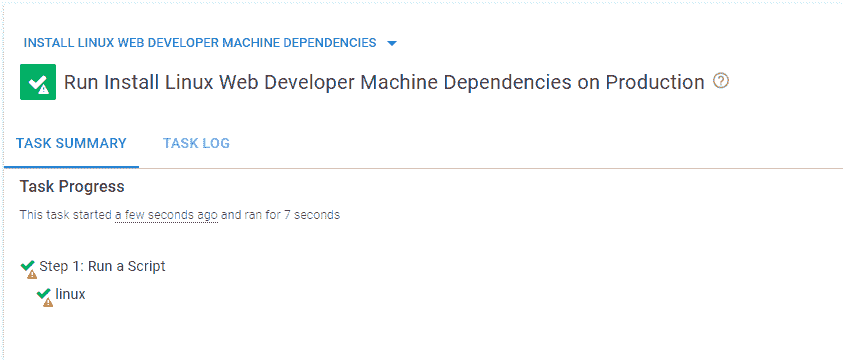 INSTALL LINUX WEB DEVELOPER MACHINE DEPENDENCIES
Run Install Linux Web Developer Machine Dependencies on Production
TASK SUMMARY TASK LOG
Task Progress
This task started a few seconds ago and ran for 7 seconds
Step 1: Run a Script
linux